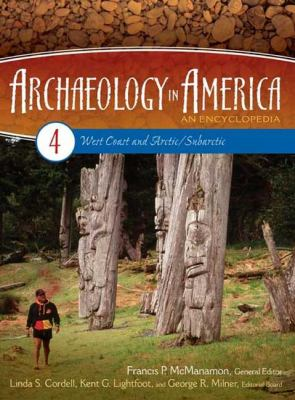 ARCHAEOLOGY IN AMERICA
AN ENCYCLOPEDIA
4
West Coast and Arctic/Subarctic
Francis P. McManamon, General Editor
Linda S. Cordell, Kent G. Lightfoot, and George R. Milner, Editorial Board